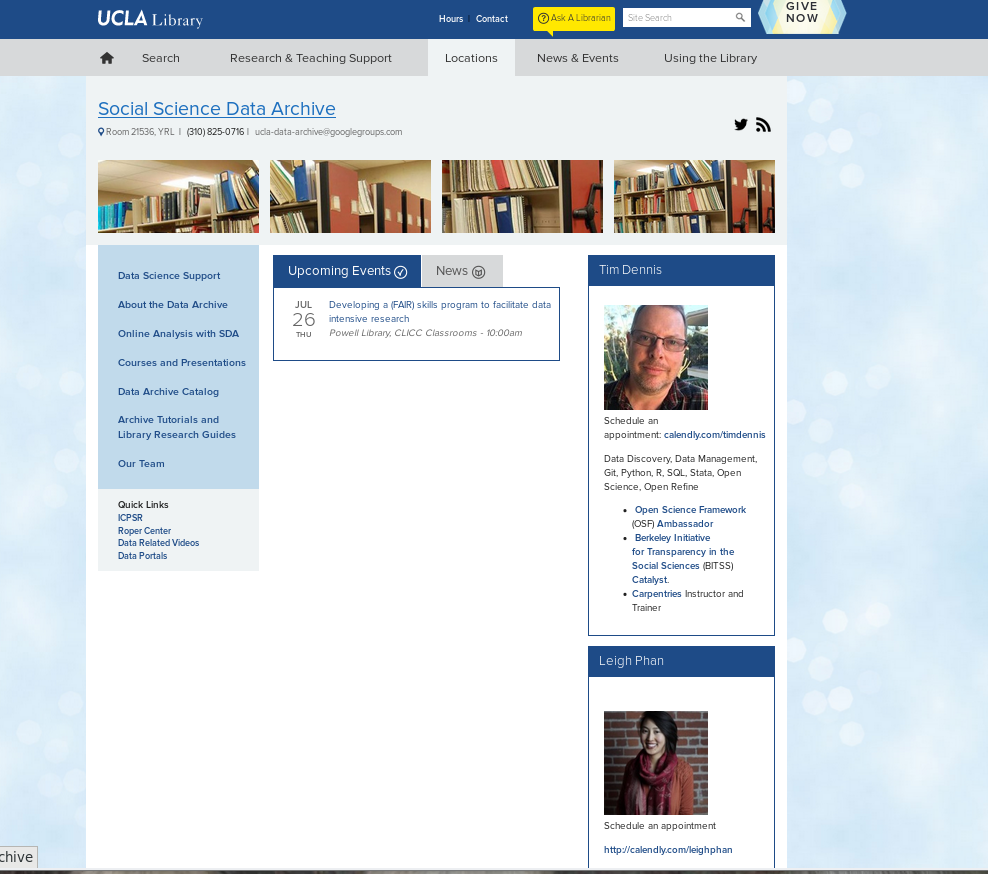 UCLA Library
Hours | Contact
Ask A Librarian
Site Search
GIVE
NOW
Search
Research & Teaching Support
Locations
News & Events
Using the Library
Social Science Data Archive
Room 21536, YRL | (310) 825-0716 | ucla-data-archive@googlegroups.com
Data Science Support
About the Data Archive
Online Analysis with SDA
Courses and Presentations
Data Archive Catalog
Archive Tutorials and
Library Research Guides
Our Team
Quick Links
ICPSR
Roper Center
Data Related Videos
Data Portals
Upcoming Events
News
JUL
26
THU
Developing a (FAIR) skills program to facilitate data
intensive research
Powell Library, CLICC Classrooms - 10:00am
Tim Dennis
Schedule an
appointment: calendly.com/timdennis
Data Discovery, Data Management,
Git, Python, R, SQL, Stata, Open
Science, Open Refine
• Open Science Framework
(OSF) Ambassador
• Berkeley Initiative
for Transparency in the
Social Sciences (BITSS)
Catalyst.
• Carpentries Instructor and
Trainer
Leigh Phan
Schedule an appointment
http://calendly.com/leighphan
chive